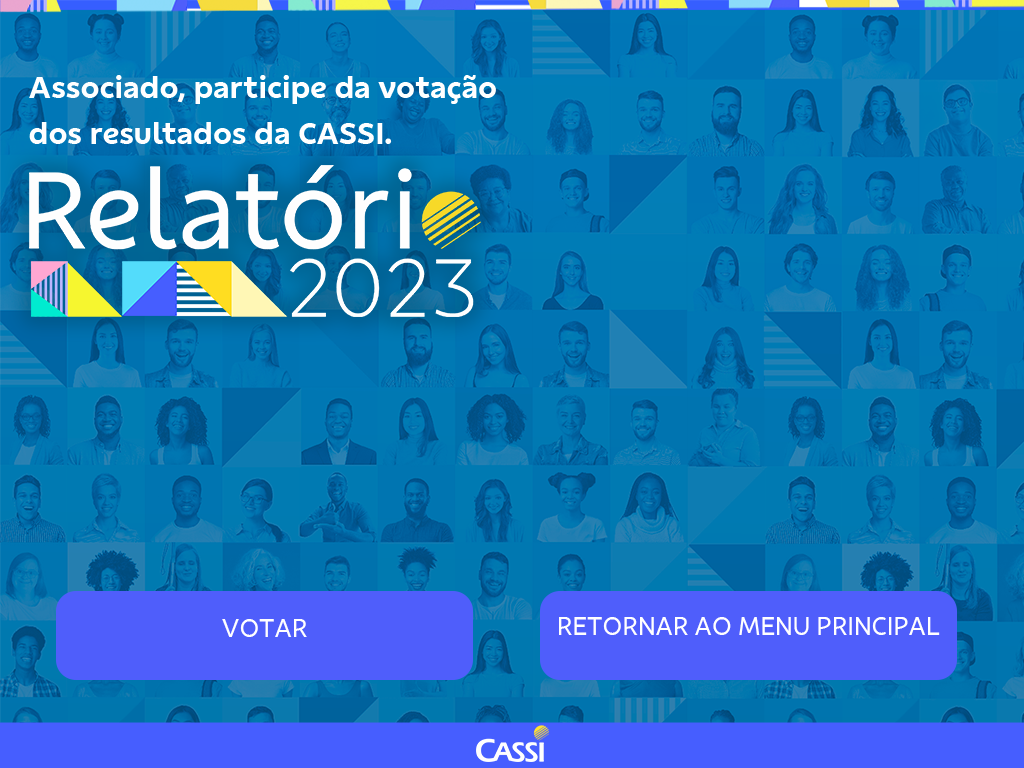 Associado, participe da votação
dos resultados da CASSI.
Relatório
2023
VOTAR
RETORNAR AO MENU PRINCIPAL
CASSI